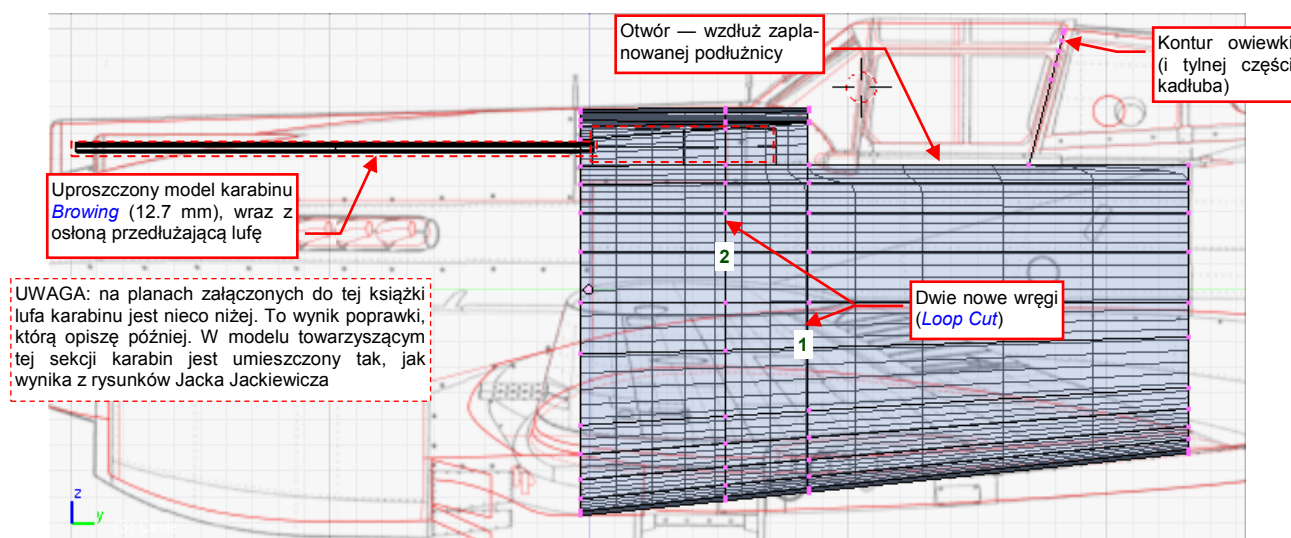 Otwór — wzdłuż zapla-
nowanej podłużnicy
Kontur owiewki
(i tylnej części
kadłuba)
Uproszczony model karabinu
Browing (12.7 mm), wraz z
osłoną przedłużającą lufę
2
UWAGA: na planach załączonych do tej książki
lufa karabinu jest nieco niżej. To wynik poprawki,
którą opiszę później. W modelu towarzyszącym
tej sekcji karabin jest umieszczony tak, jak
wynika z rysunków Jacka Jackiewicza
Dwie nowe wręgi
(Loop Cut)
1
z
y